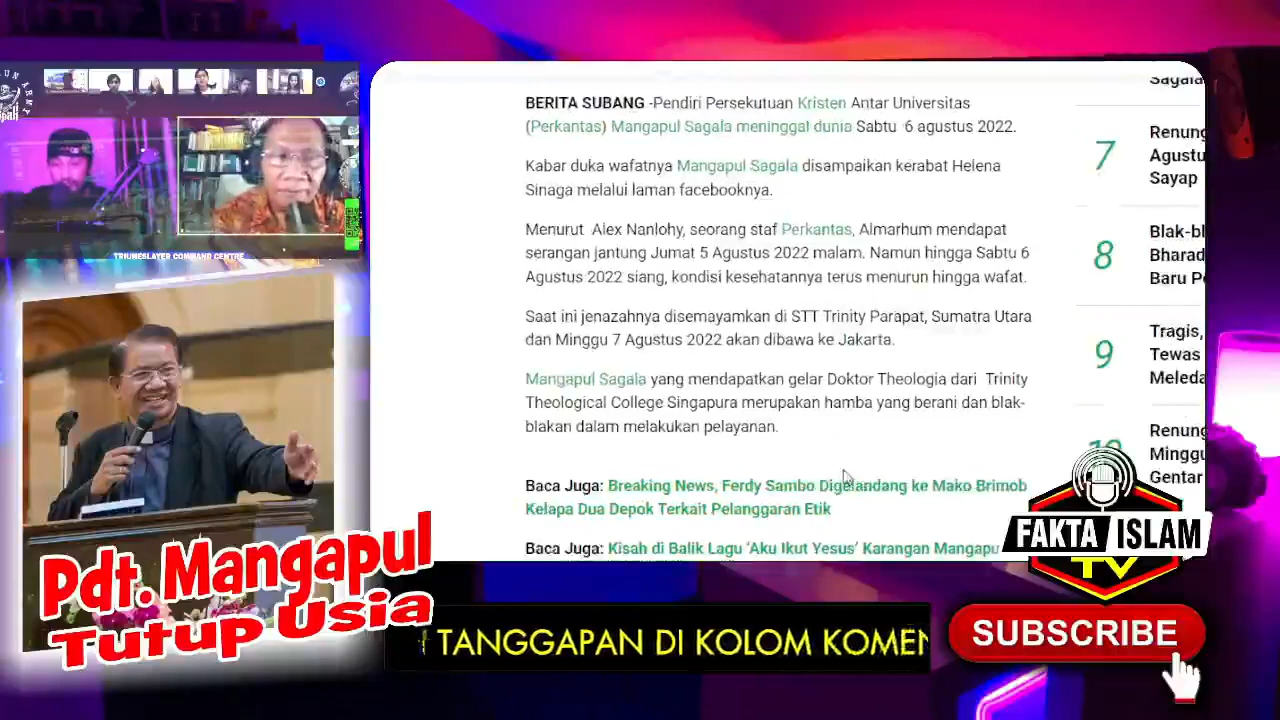 TRIUNESLAYER COMMAND CENTRE
Pdt. Mangapul
Tutup Usia
BERITA SUBANG -Pendiri Persekutuan Kristen Antar Universitas
(Perkantas) Mangapul Sagala meninggal dunia Sabtu 6 agustus 2022.
Kabar duka wafatnya Mangapul Sagala disampaikan kerabat Helena
Sinaga melalui laman facebooknya.
Menurut Alex Nanlohy, seorang staf Perkantas, Almarhum mendapat
serangan jantung Jumat 5 Agustus 2022 malam. Namun hingga Sabtu 6
Agustus 2022 siang, kondisi kesehatannya terus menurun hingga wafat.
Saat ini jenazahnya disemayamkan di STT Trinity Parapat, Sumatra Utara
dan Minggu 7 Agustus 2022 akan dibawa ke Jakarta.
Mangapul Sagala yang mendapatkan gelar Doktor Theologia dari Trinity
Theological College Singapura merupakan hamba yang berani dan blak-
blakan dalam melakukan pelayanan.
Baca Juga: Breaking News, Ferdy Sambo Digelandang ke Mako Brimob
Kelapa Dua Depok Terkait Pelanggaran Etik
Baca Juga: Kisah di Balik Lagu 'Aku Ikut Yesus' Karangan Mangapu
Sagala
7
Renung
Agustu
Sayap
8
Blak-bl
Bharad
Baru Pe
9
Tragis,
Tewas
Meleda
10
Renung
Minggu
Gentar
FAKTA ISLAM
TV
TANGGAPAN DI KOLOM KOMEN
SUBSCRIBE